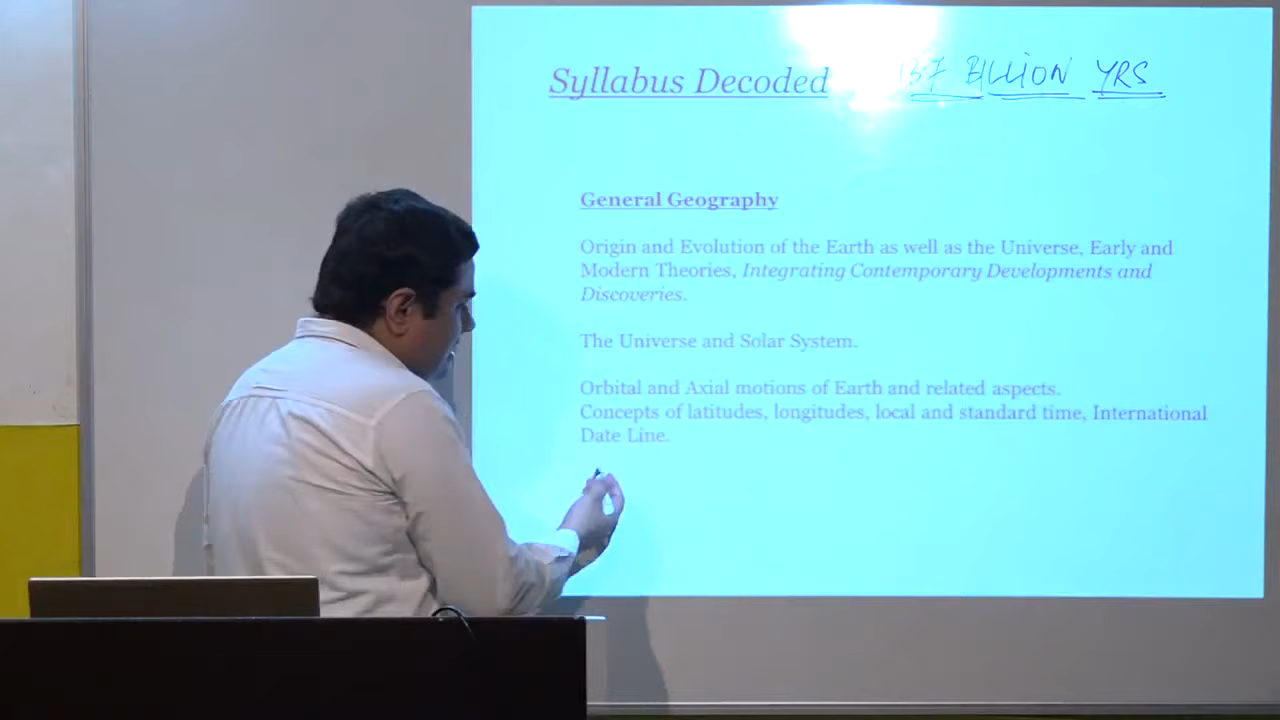 Syllabus Decoded 13.7 BILLION YRS
General Geography
Origin and Evolution of the Earth as well as the Universe, Early and
Modern Theories, Integrating Contemporary Developments and
Discoveries.
The Universe and Solar System.
Orbital and Axial motions of Earth and related aspects.
Concepts of latitudes, longitudes, local and standard time, International
Date Line.